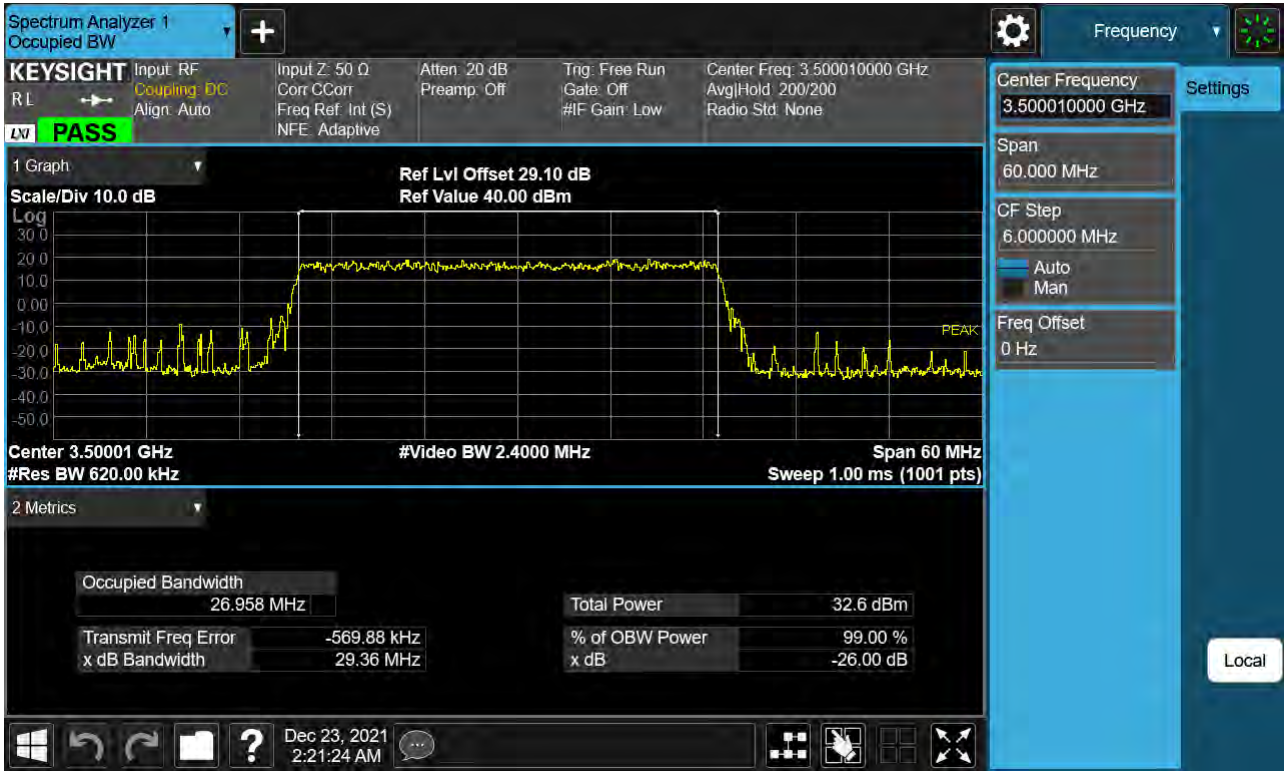 Spectrum Analyzer 1
Occupied BW
+
Frequency
KEYSIGHT
R L
LXI PASS
Input: RF
Coupling: DC
Align: Auto
Input Z: 50 Ω
Corr CCorr
Freq Ref: Int (S)
NFE: Adaptive
Atten: 20 dB
Preamp: Off
Trig: Free Run
Gate: Off
#IF Gain: Low
Center Freq: 3.500010000 GHz
Avg|Hold: 200/200
Radio Std: None
Center Frequency
3.500010000 GHz
Settings
Span
60.000 MHz
CF Step
6.000000 MHz
Auto
Man
Freq Offset
0 Hz
Local
1 Graph
Scale/Div 10.0 dB
Ref Lvl Offset 29.10 dB
Ref Value 40.00 dBm
Log
30.0
20.0
10.0
0.00
-10.0
-20.0
-30.0
-40.0
-50.0
PEAK
Center 3.50001 GHz
#Video BW 2.4000 MHz
Span 60 MHz
#Res BW 620.00 kHz
Sweep 1.00 ms (1001 pts)
2 Metrics
Occupied Bandwidth
26.958 MHz
Total Power 32.6 dBm
Transmit Freq Error -569.88 kHz
% of OBW Power 99.00 %
x dB Bandwidth 29.36 MHz
x dB -26.00 dB
?
Dec 23, 2021
2:21:24 AM